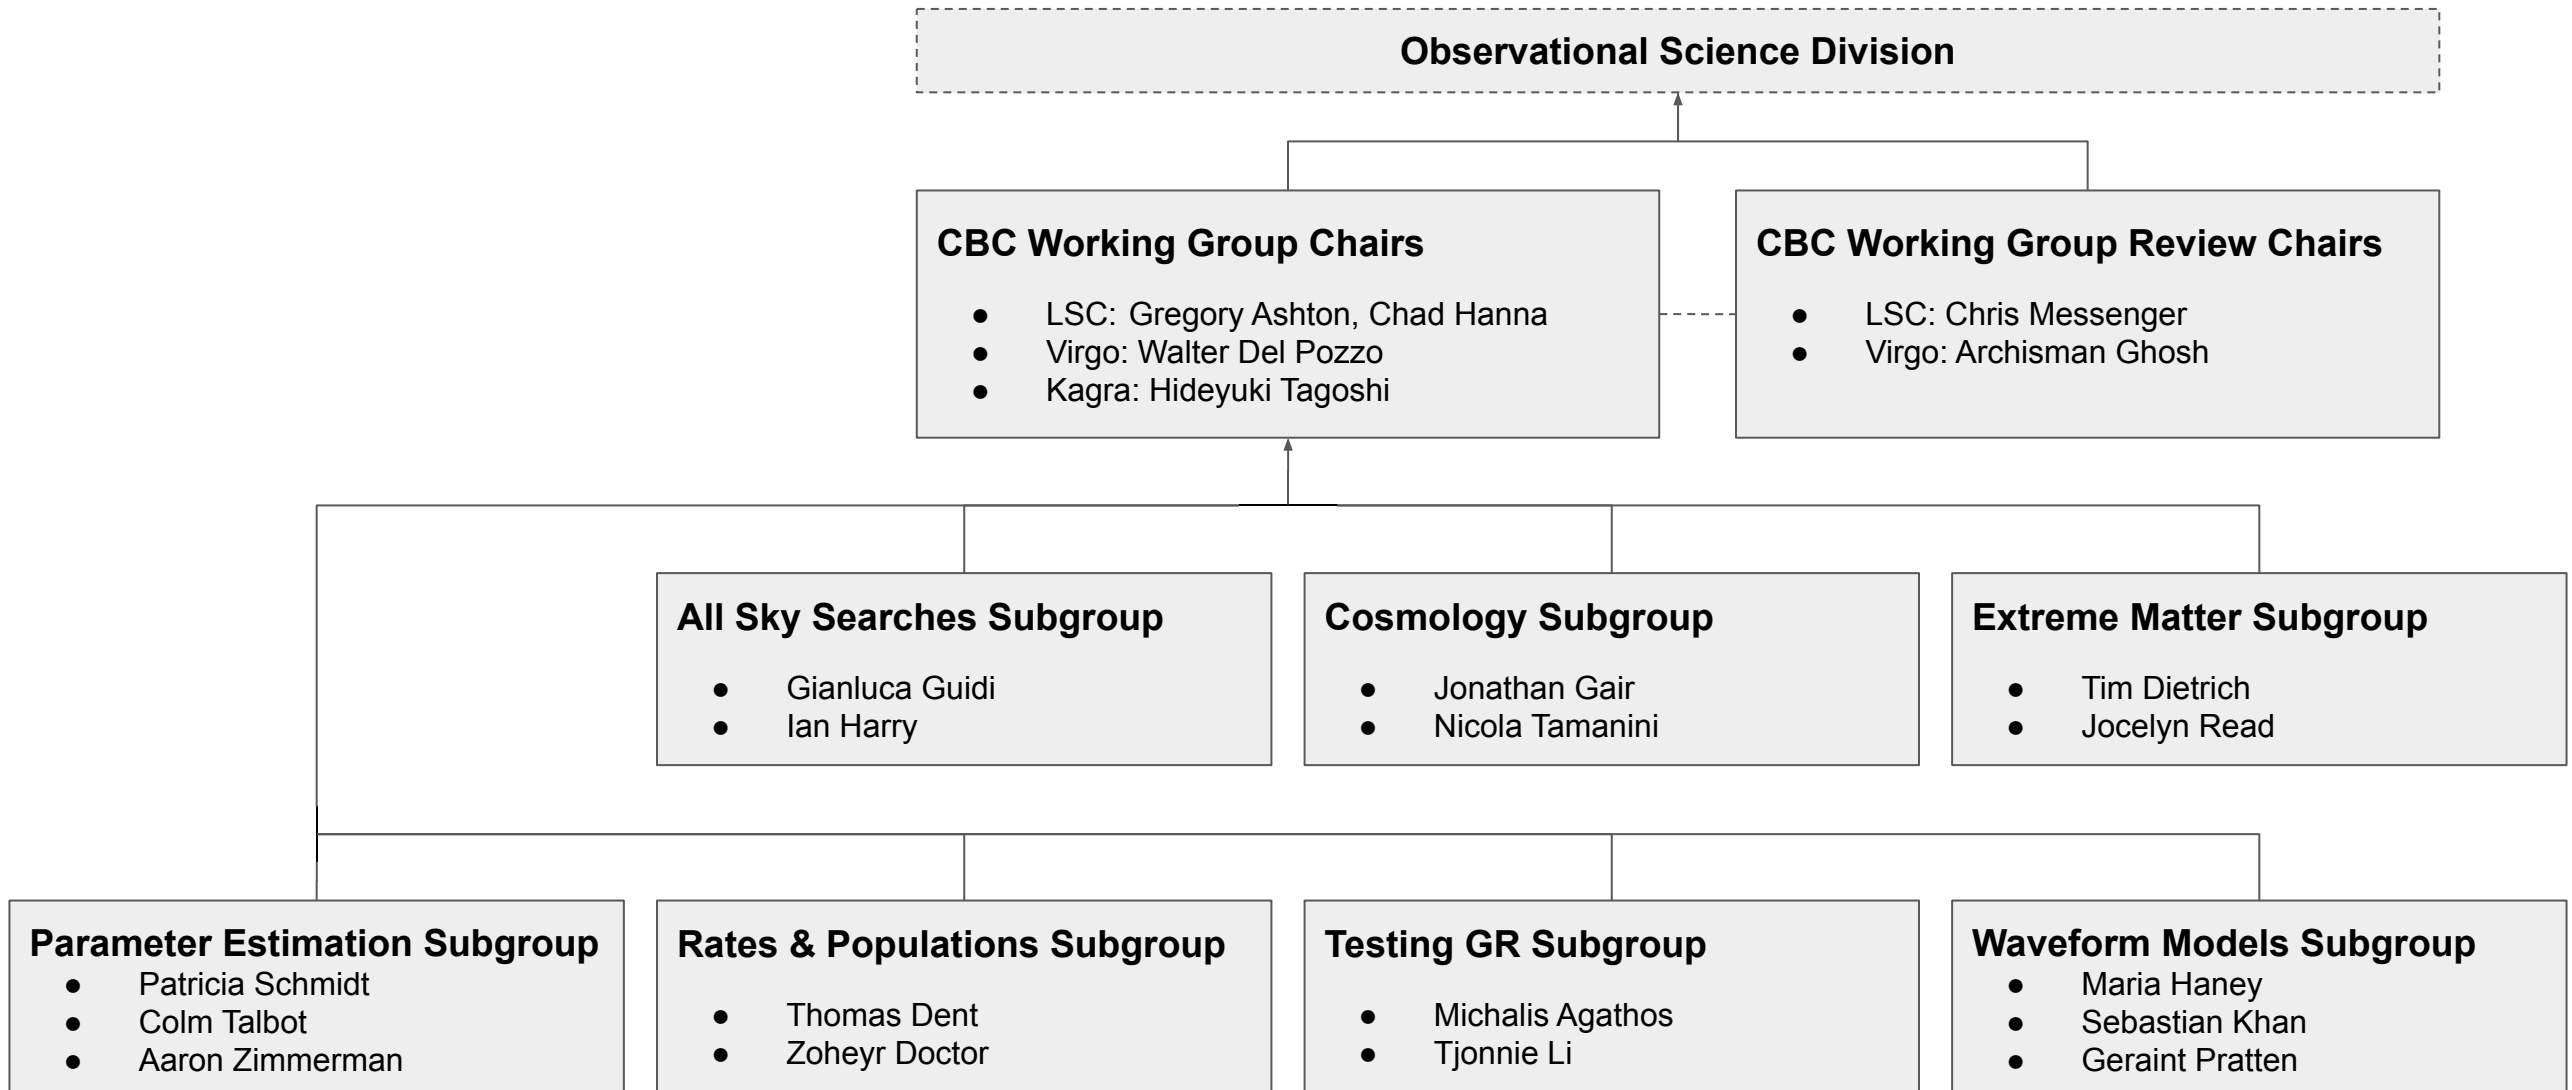 Observational Science Division
CBC Working Group Chairs
● LSC: Gregory Ashton, Chad Hanna
● Virgo: Walter Del Pozzo
● Kagra: Hideyuki Tagoshi
CBC Working Group Review Chairs
● LSC: Chris Messenger
● Virgo: Archisman Ghosh
All Sky Searches Subgroup
● Gianluca Guidi
● Ian Harry
Cosmology Subgroup
● Jonathan Gair
● Nicola Tamanini
Extreme Matter Subgroup
● Tim Dietrich
● Jocelyn Read
Parameter Estimation Subgroup
● Patricia Schmidt
● Colm Talbot
● Aaron Zimmerman
Rates & Populations Subgroup
● Thomas Dent
● Zoheyr Doctor
Testing GR Subgroup
● Michalis Agathos
● Tjonnie Li
Waveform Models Subgroup
● Maria Haney
● Sebastian Khan
● Geraint Pratten